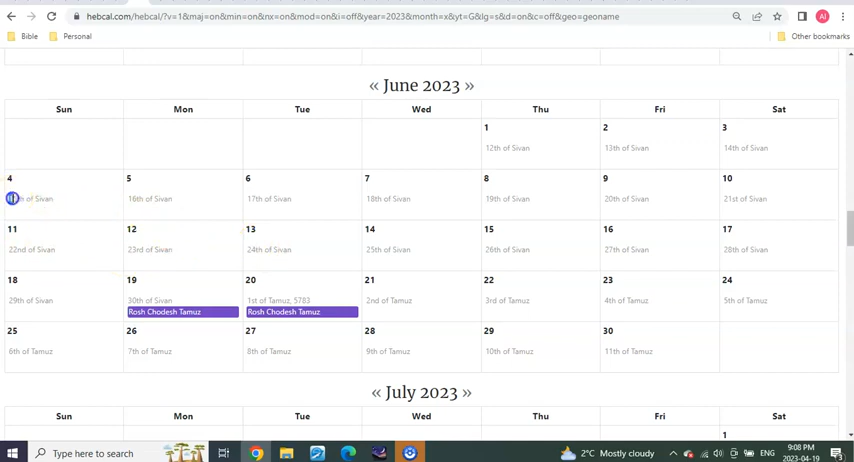 hebcal.com/hebcal/?v=1&maj=on&min=on&nx=on&mod=on&i=off&year=2023&month=x&yt=G&lg=s&d=on&c=off&geo=geoname
Al
Bible
Personal
Other bookmarks
« June 2023 »
Sun Mon Tue Wed Thu Fri Sat
1 2 3
12th of Sivan 13th of Sivan 14th of Sivan
4 5 6 7 8 9 10
th of Sivan 16th of Sivan 17th of Sivan 18th of Sivan 19th of Sivan 20th of Sivan 21st of Sivan
11 12 13 14 15 16 17
22nd of Sivan 23rd of Sivan 24th of Sivan 25th of Sivan 26th of Sivan 27th of Sivan 28th of Sivan
18 19 20 21 22 23 24
29th of Sivan 30th of Sivan 1st of Tamuz, 5783 2nd of Tamuz 3rd of Tamuz 4th of Tamuz 5th of Tamuz
Rosh Chodesh Tamuz Rosh Chodesh Tamuz
25 26 27 28 29 30
6th of Tamuz 7th of Tamuz 8th of Tamuz 9th of Tamuz 10th of Tamuz 11th of Tamuz
« July 2023 »
Sun Mon Tue Wed Thu Fri Sat
1
Type here to search
2°C Mostly cloudy
ENG
9:08 PM
2023-04-19
3